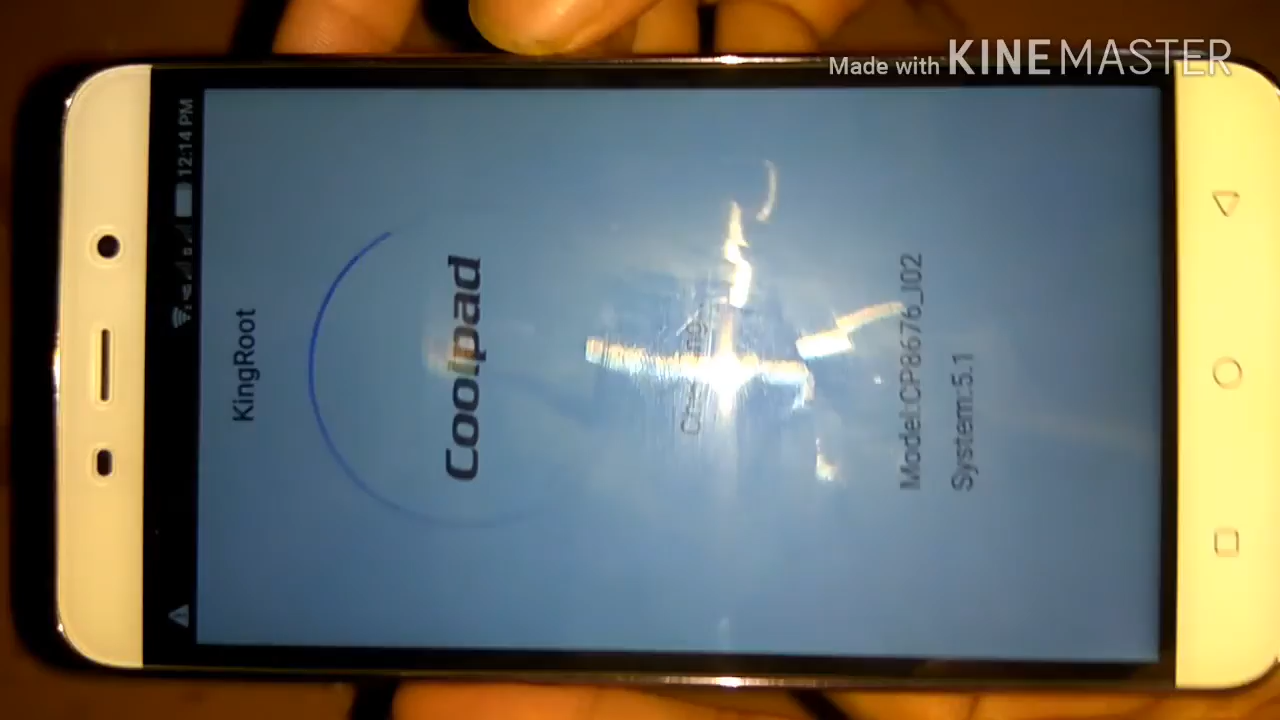 Made with KINEMASTER
12:14 PM
KingRoot
Coolpad
Model:CP8676_I02
System:5.1